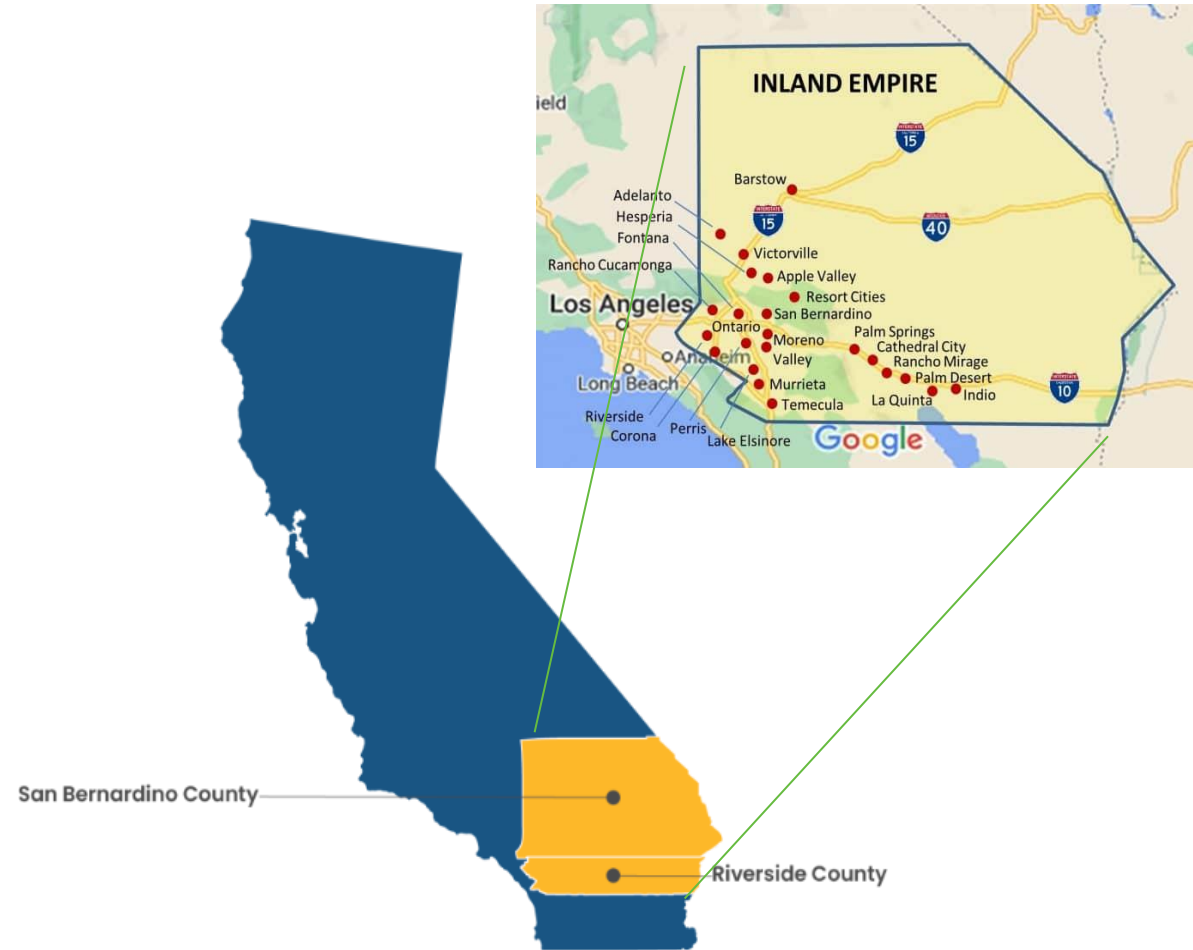 INLAND EMPIRE
ield
INTERSTATE
15
Barstow
Adelanto
Hesperia
15
40
Fontana
Victorville
Rancho Cucamonga
Apple Valley
Resort Cities
Los Angeles
San Bernardino
Ontario
Palm Springs
Moreno
Valley
Cathedral City
Anaheim
Rancho Mirage
Long Beach
Palm Desert
Murrieta
La Quinta
Indio
10
Temecula
Riverside
Corona
Perris
Lake Elsinore
Google
San Bernardino County
Riverside County